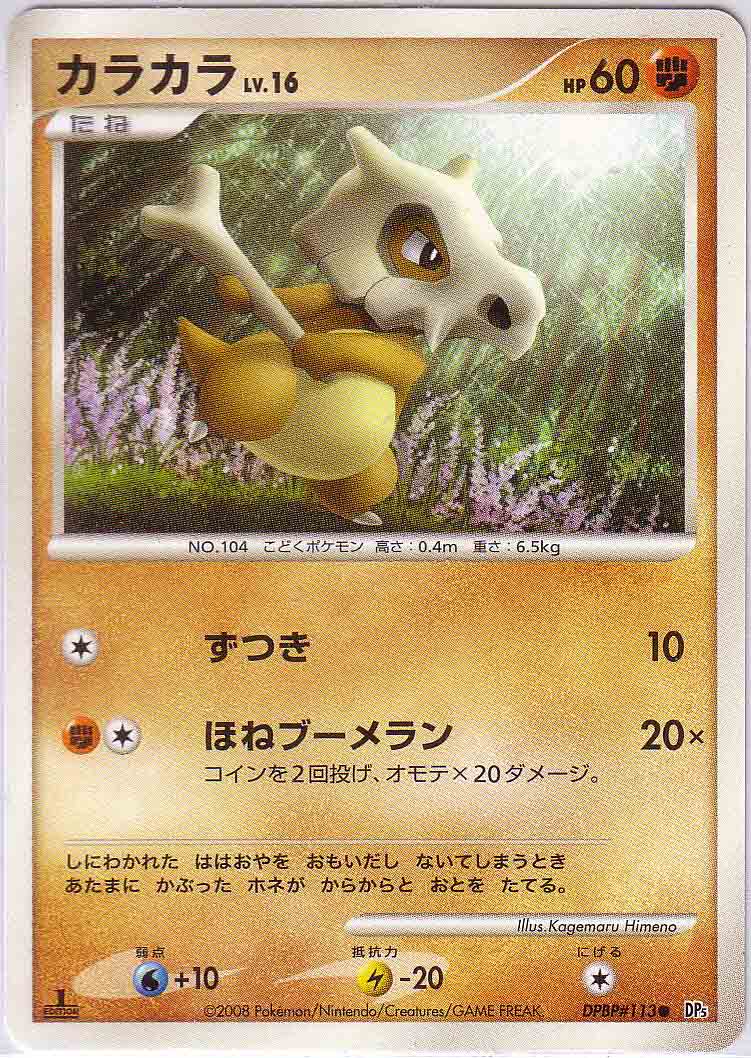 カラカラ LV.16 HP60
たね
NO.104 こどくポケモン 高さ:0.4m 重さ:6.5kg
ずつき 10
ほねブーメラン 20×
コインを2回投げ、オモテ×20ダメージ。
しにわかれた ははおやを おもいだし ないてしまうとき
あたまに かぶった ホネが からからと おとを たてる。
Illus.Kagemaru Himeno
弱点 抵抗力 にげる
+10 -20
1 EDITION ©2008 Pokémon/Nintendo/Creatures/GAME FREAK. DPBP#113 DP5